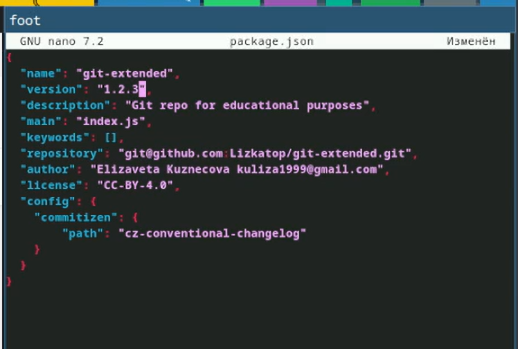 foot
GNU nano 7.2 package.json Изменён
{
"name": "git-extended",
"version": "1.2.3",
"description": "Git repo for educational purposes",
"main": "index.js",
"keywords": [],
"repository": "git@github.com:Lizkatop/git-extended.git",
"author": "Elizaveta Kuznecova kuliza1999@gmail.com",
"license": "CC-BY-4.0",
"config": {
"commitizen": {
"path": "cz-conventional-changelog"
}
}
}